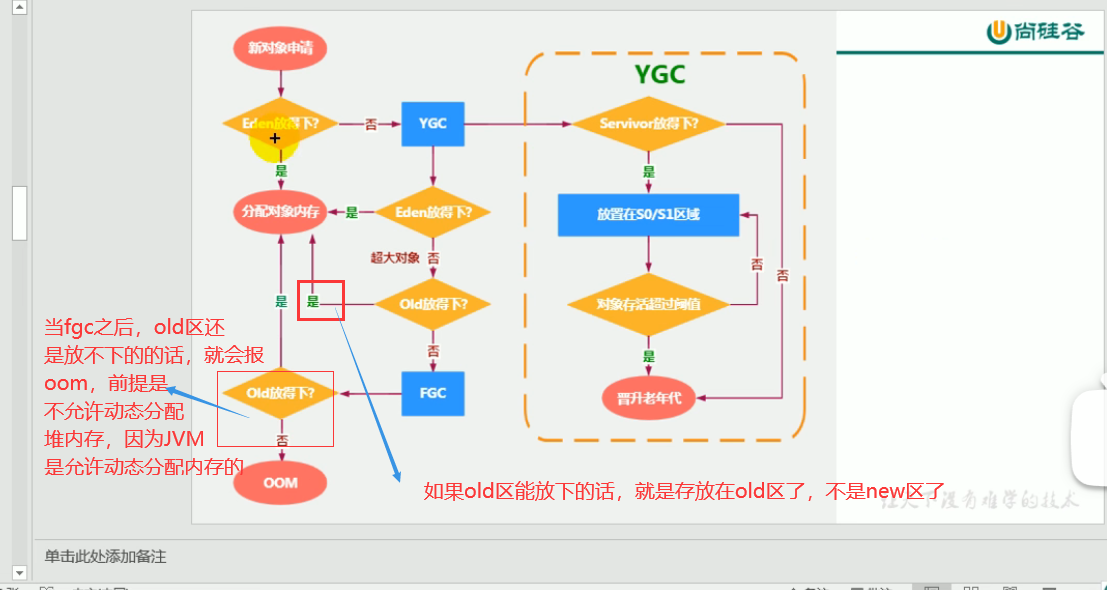 尚硅谷
新对象申请
YGC
Eden放得下?
否
YGC
Servivor放得下?
是
是
分配对象内存
是
Eden放得下?
放置在S0/S1区域
超大对象 否
否
否
是
是
Old放得下?
对象存活超过阈值
当fgc之后，old区还
是放不下的的话，就会报
oom，前提是
不允许动态分配
堆内存，因为JVM
是允许动态分配内存的
否
是
Old放得下?
FGC
晋升老年代
否
OOM
如果old区能放下的话，就是存放在old区了，不是new区了
让天下没有难学的技术
单击此处添加备注